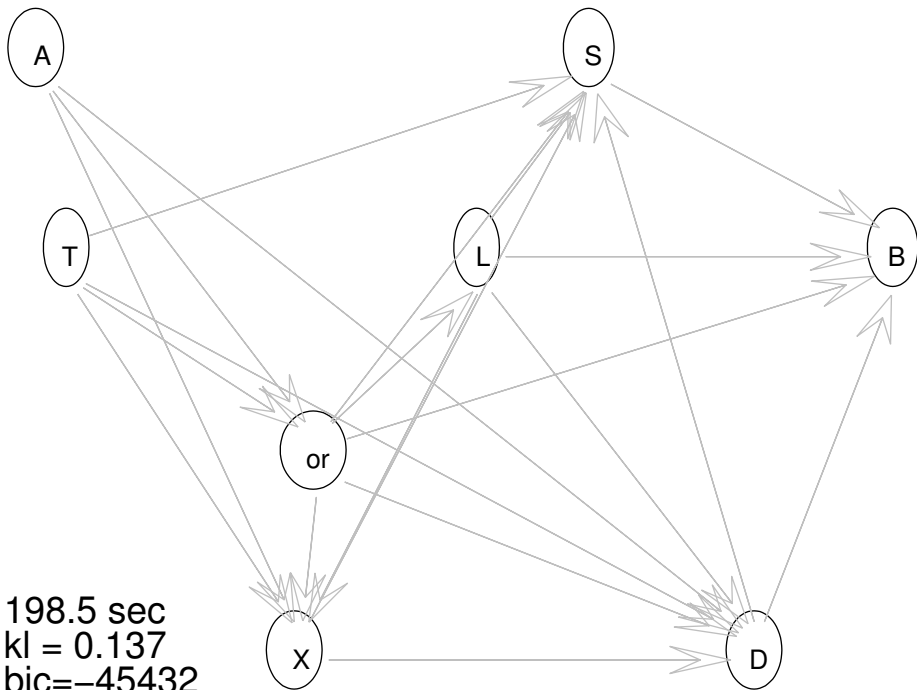 A
S
T
L
B
or
X
D
198.5 sec
kl = 0.137
bic=−45432